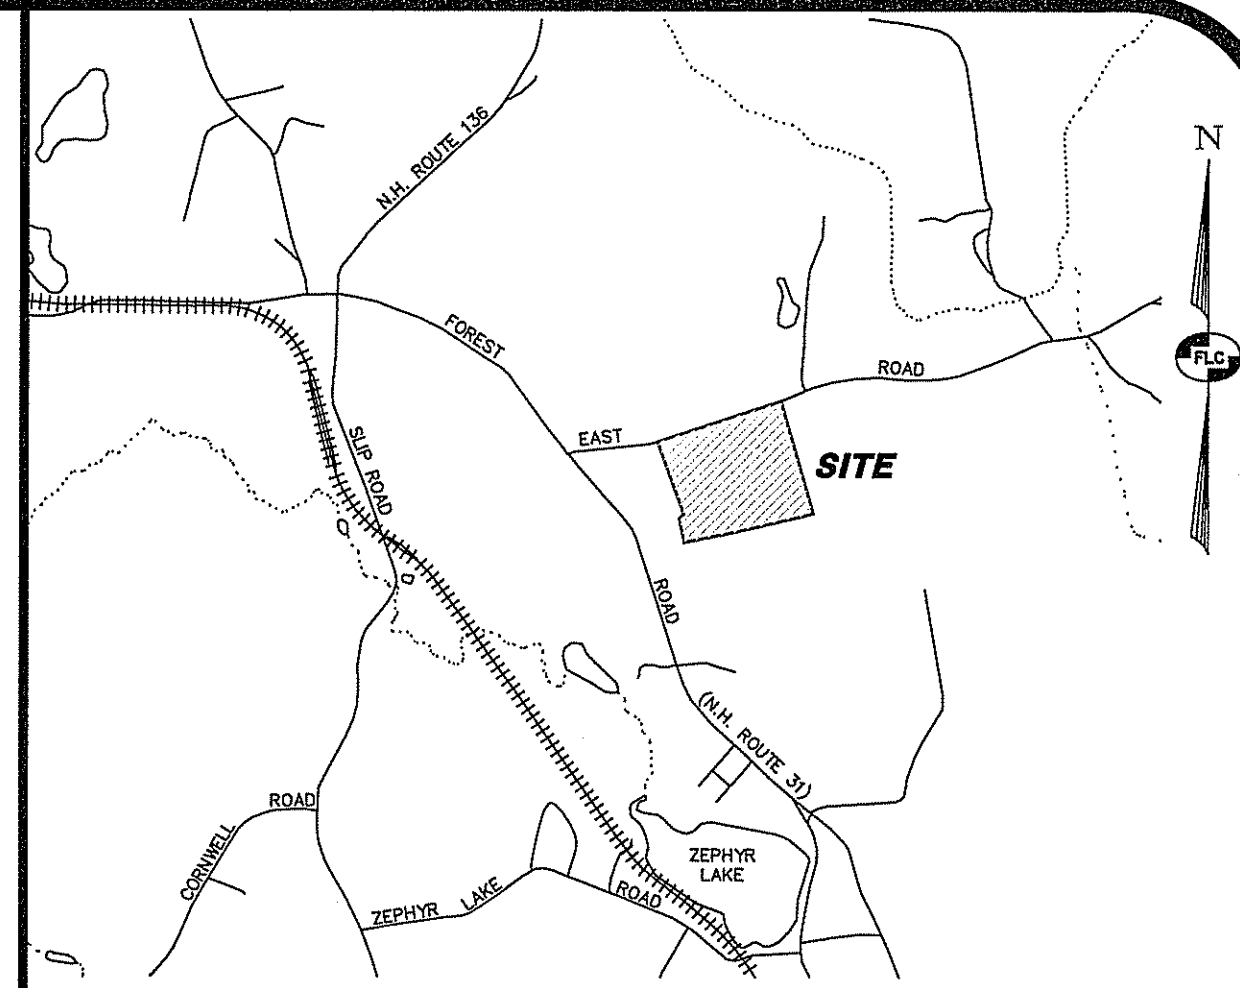 N.H. ROUTE 136
N
FOREST
FLC
ROAD
EAST
SLIP ROAD
SITE
ROAD
(N.H. ROUTE 31)
ROAD
CORNWELL
ZEPHYR
LAKE
ZEPHYR LAKE
ROAD